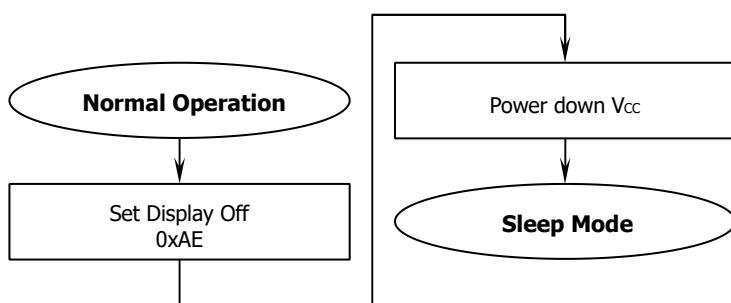 Normal Operation
Set Display Off
0xAE
Power down VCC
Sleep Mode